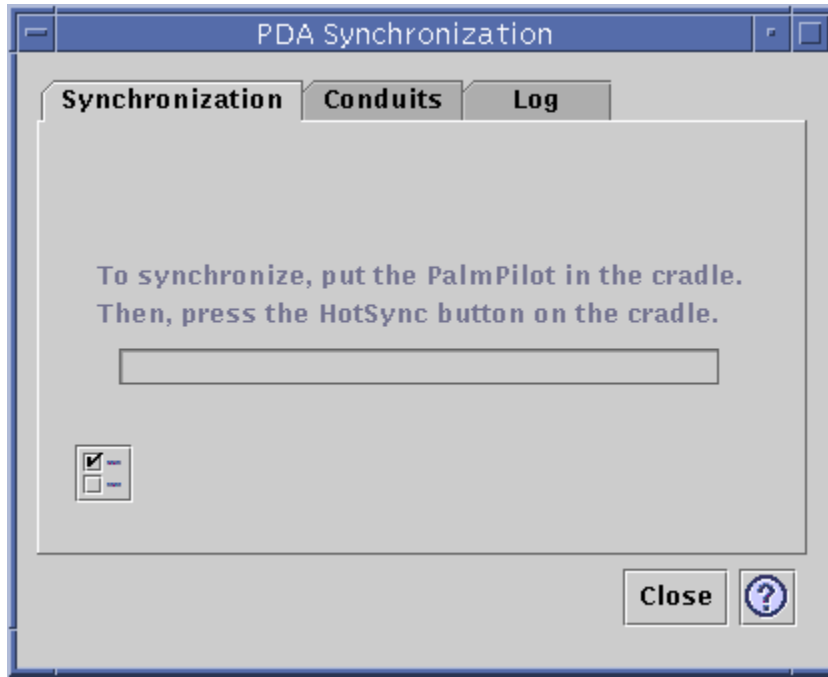 PDA Synchronization
Synchronization Conduits Log
To synchronize, put the PalmPilot in the cradle.
Then, press the HotSync button on the cradle.
Close ?